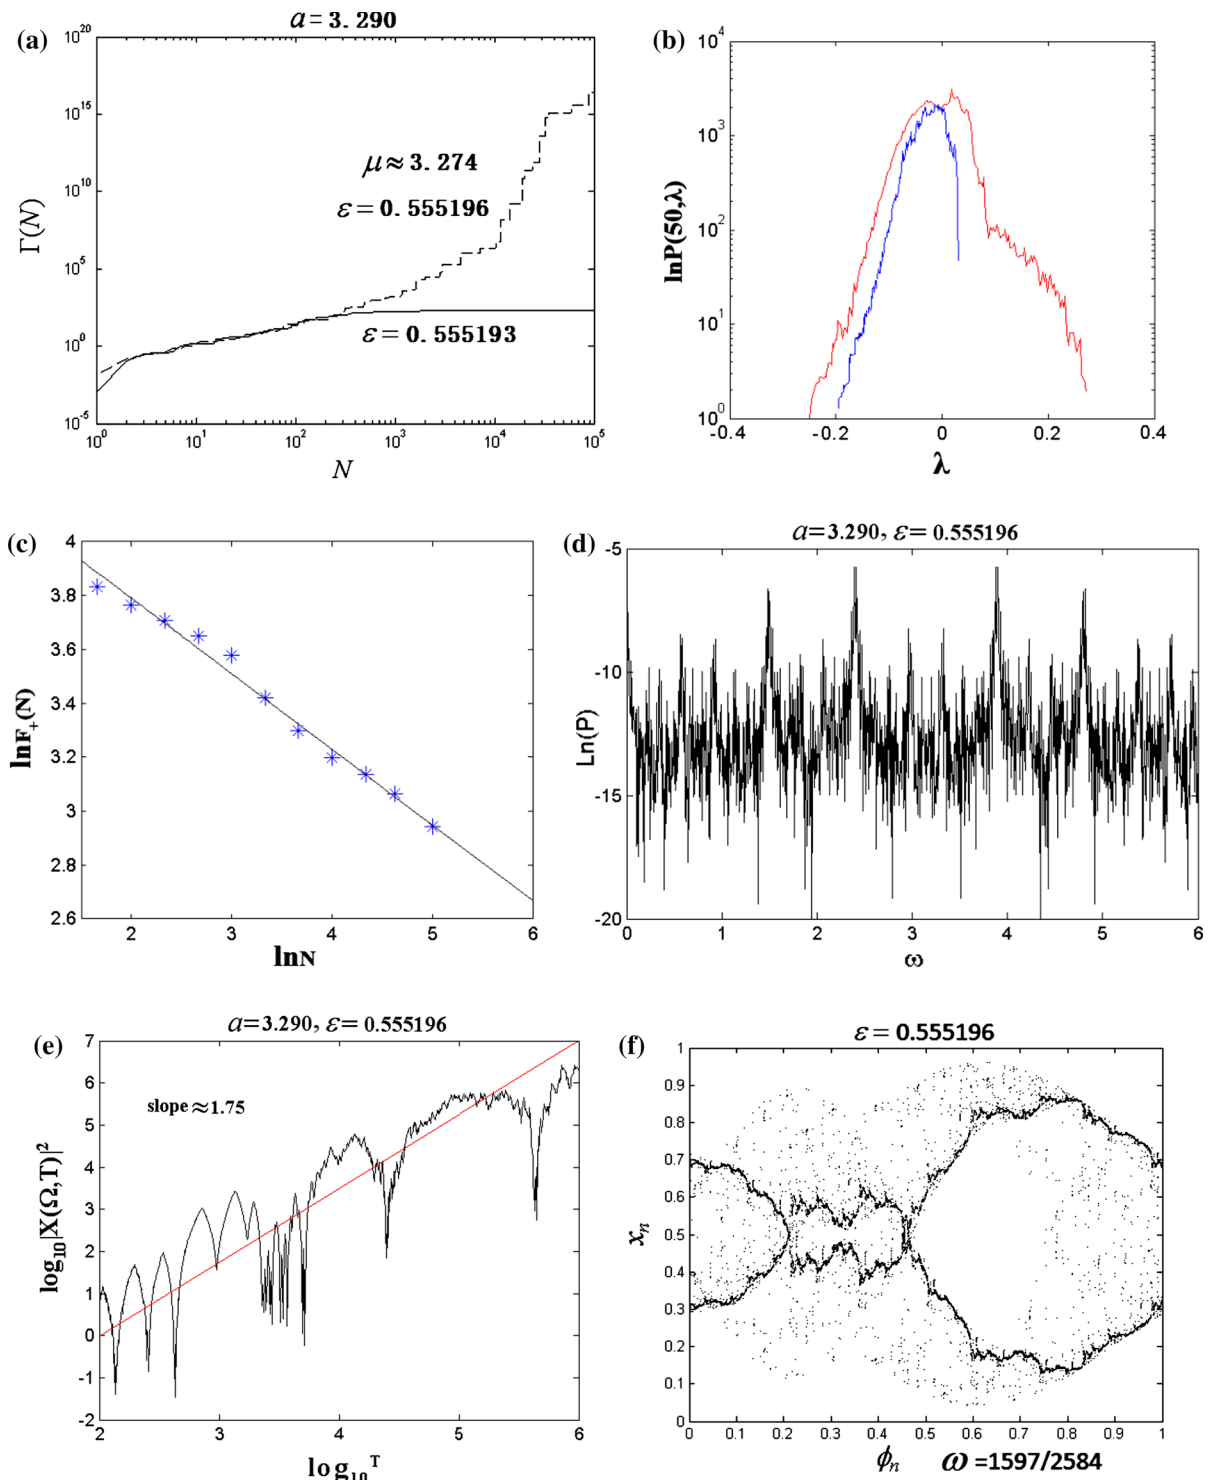 a = 3. 290
(a)
10^20
10^15
10^10
10^5
10^0
10^-5
Γ(N)
μ ≈ 3. 274
ε = 0. 555196
ε = 0. 555193
10^0 10^1 10^2 10^3 10^4 10^5
N
(b)
10^4
10^3
10^2
10^1
10^0
lnP(50,λ)
-0.4 -0.2 0 0.2 0.4
λ
(c)
4
3.8
3.6
3.4
3.2
3
2.8
2.6
lnF+(N)
2 3 4 5 6
lnN
a=3.290, ε = 0.555196
(d)
-5
-10
-15
-20
Ln(P)
0 1 2 3 4 5 6
ω
a=3.290, ε= 0.555196
(e)
7
6
5
4
3
2
1
0
-1
-2
slope ≈1.75
log10|X(Ω,T)|^2
2 3 4 5 6
log10 T
ε = 0.555196
(f)
1
0.9
0.8
0.7
0.6
0.5
0.4
0.3
0.2
0.1
0
x_n
0 0.1 0.2 0.3 0.4 0.5 0.6 0.7 0.8 0.9 1
ϕ_n ω =1597/2584